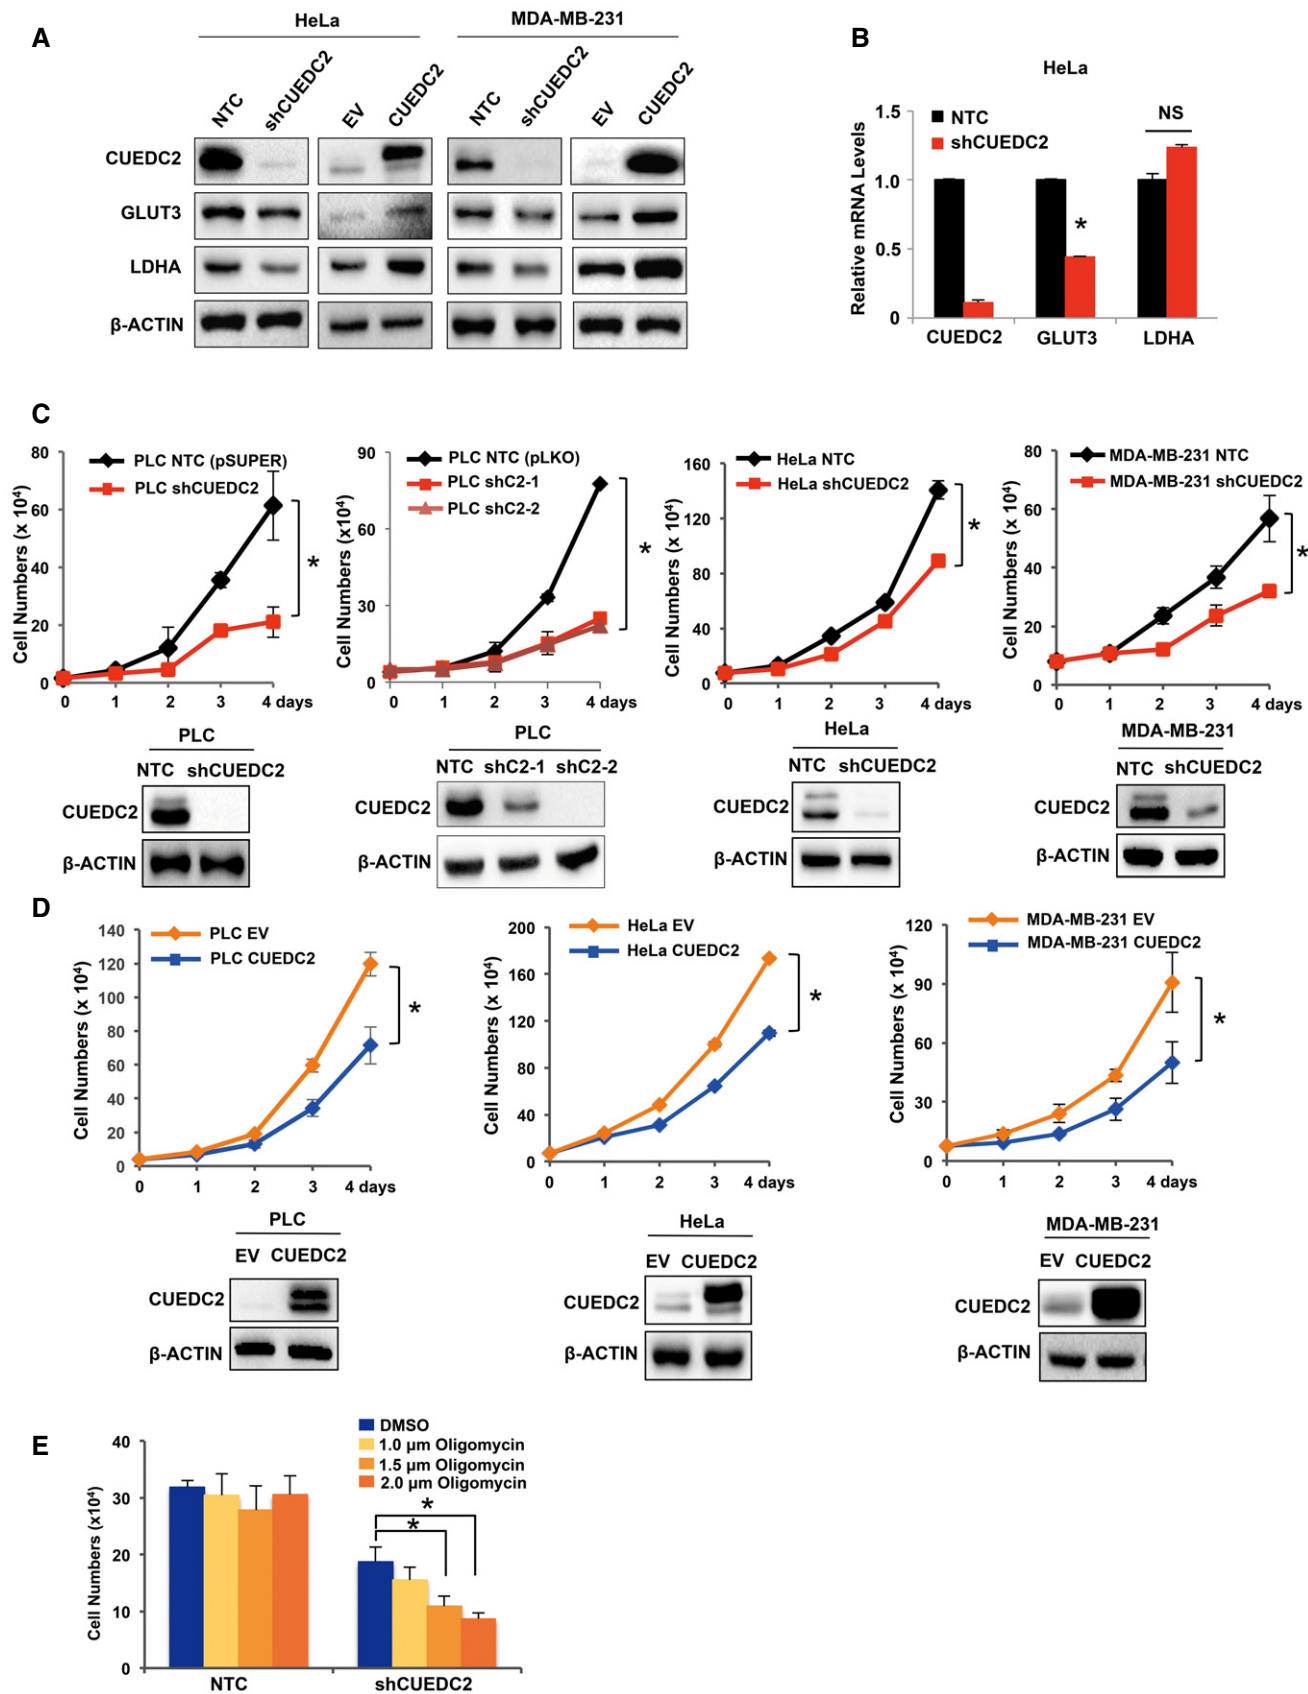 A
HeLa
MDA-MB-231
NTC
shCUEDC2
EV
CUEDC2
NTC
shCUEDC2
EV
CUEDC2
CUEDC2
GLUT3
LDHA
β-ACTIN
B
HeLa
Relative mRNA Levels
1.5
1.0
0.5
0
NTC
shCUEDC2
NS
*
CUEDC2
GLUT3
LDHA
C
Cell Numbers (x 10⁴)
80
60
40
20
0
PLC NTC (pSUPER)
PLC shCUEDC2
*
0 1 2 3 4 days
PLC
NTC shCUEDC2
CUEDC2
β-ACTIN
Cell Numbers (x10⁴)
90
60
30
0
PLC NTC (pLKO)
PLC shC2-1
PLC shC2-2
*
0 1 2 3 4 days
PLC
NTC shC2-1 shC2-2
CUEDC2
β-ACTIN
Cell Numbers (x 10⁴)
160
120
80
40
0
HeLa NTC
HeLa shCUEDC2
*
0 1 2 3 4 days
HeLa
NTC shCUEDC2
CUEDC2
β-ACTIN
Cell Numbers (x 10⁴)
80
60
40
20
0
MDA-MB-231 NTC
MDA-MB-231 shCUEDC2
*
0 1 2 3 4 days
MDA-MB-231
NTC shCUEDC2
CUEDC2
β-ACTIN
D
Cell Numbers (x 10⁴)
140
120
100
80
60
40
20
0
PLC EV
PLC CUEDC2
*
0 1 2 3 4 days
PLC
EV CUEDC2
CUEDC2
β-ACTIN
Cell Numbers (x 10⁴)
200
160
120
80
40
0
HeLa EV
HeLa CUEDC2
*
0 1 2 3 4 days
HeLa
EV CUEDC2
CUEDC2
β-ACTIN
Cell Numbers (x 10⁴)
120
90
60
30
0
MDA-MB-231 EV
MDA-MB-231 CUEDC2
*
0 1 2 3 4 days
MDA-MB-231
EV CUEDC2
CUEDC2
β-ACTIN
E
Cell Numbers (x10⁴)
40
30
20
10
0
DMSO
1.0 μm Oligomycin
1.5 μm Oligomycin
2.0 μm Oligomycin
*
*
NTC
shCUEDC2